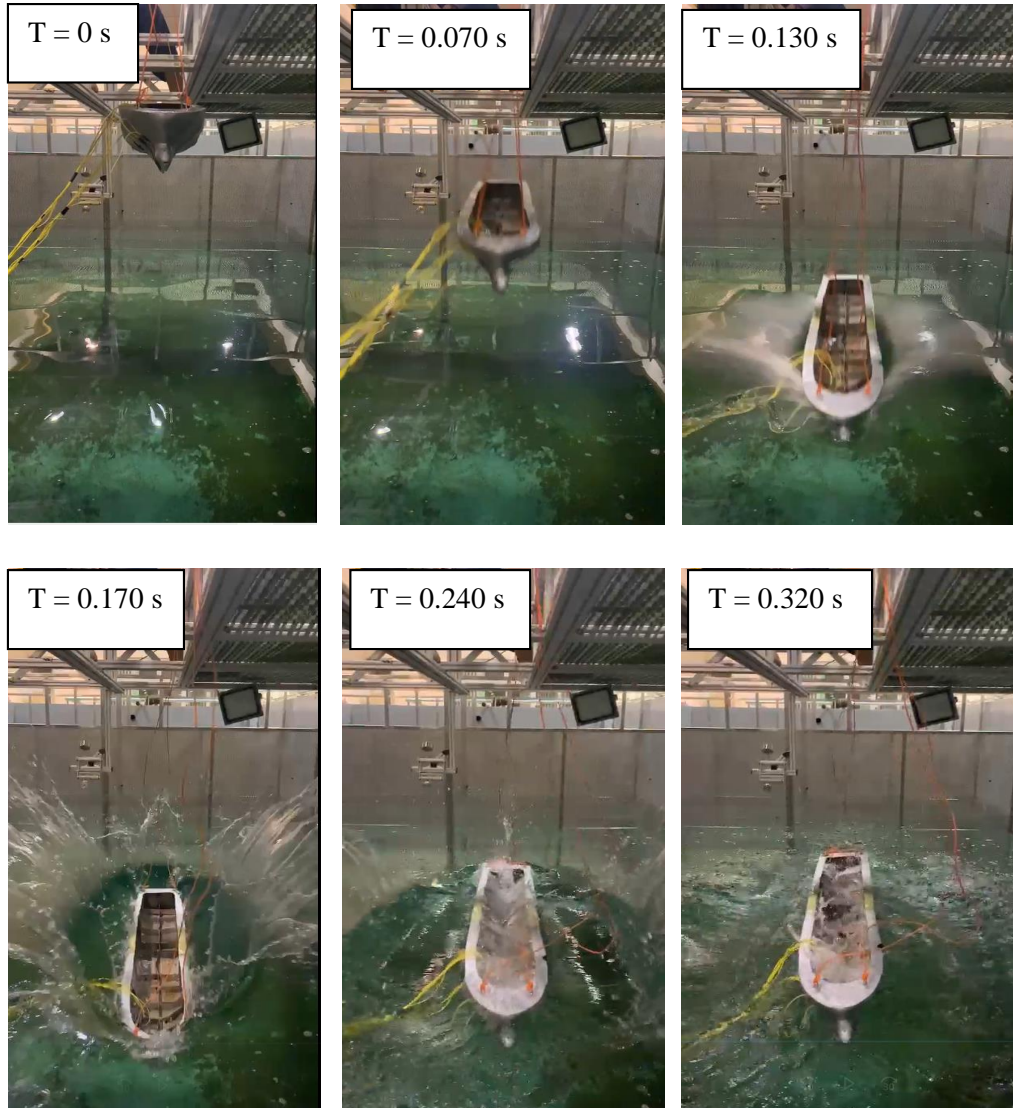 T = 0 s
T = 0.070 s
T = 0.130 s
T = 0.170 s
T = 0.240 s
T = 0.320 s